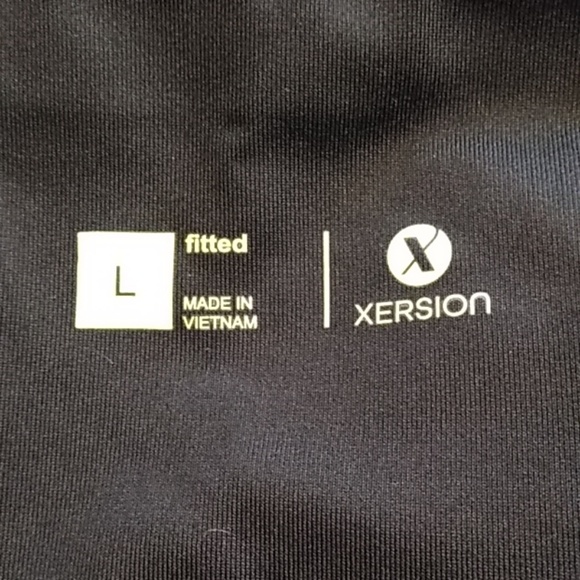 L
fitted
MADE IN
VIETNAM
X
XERSION